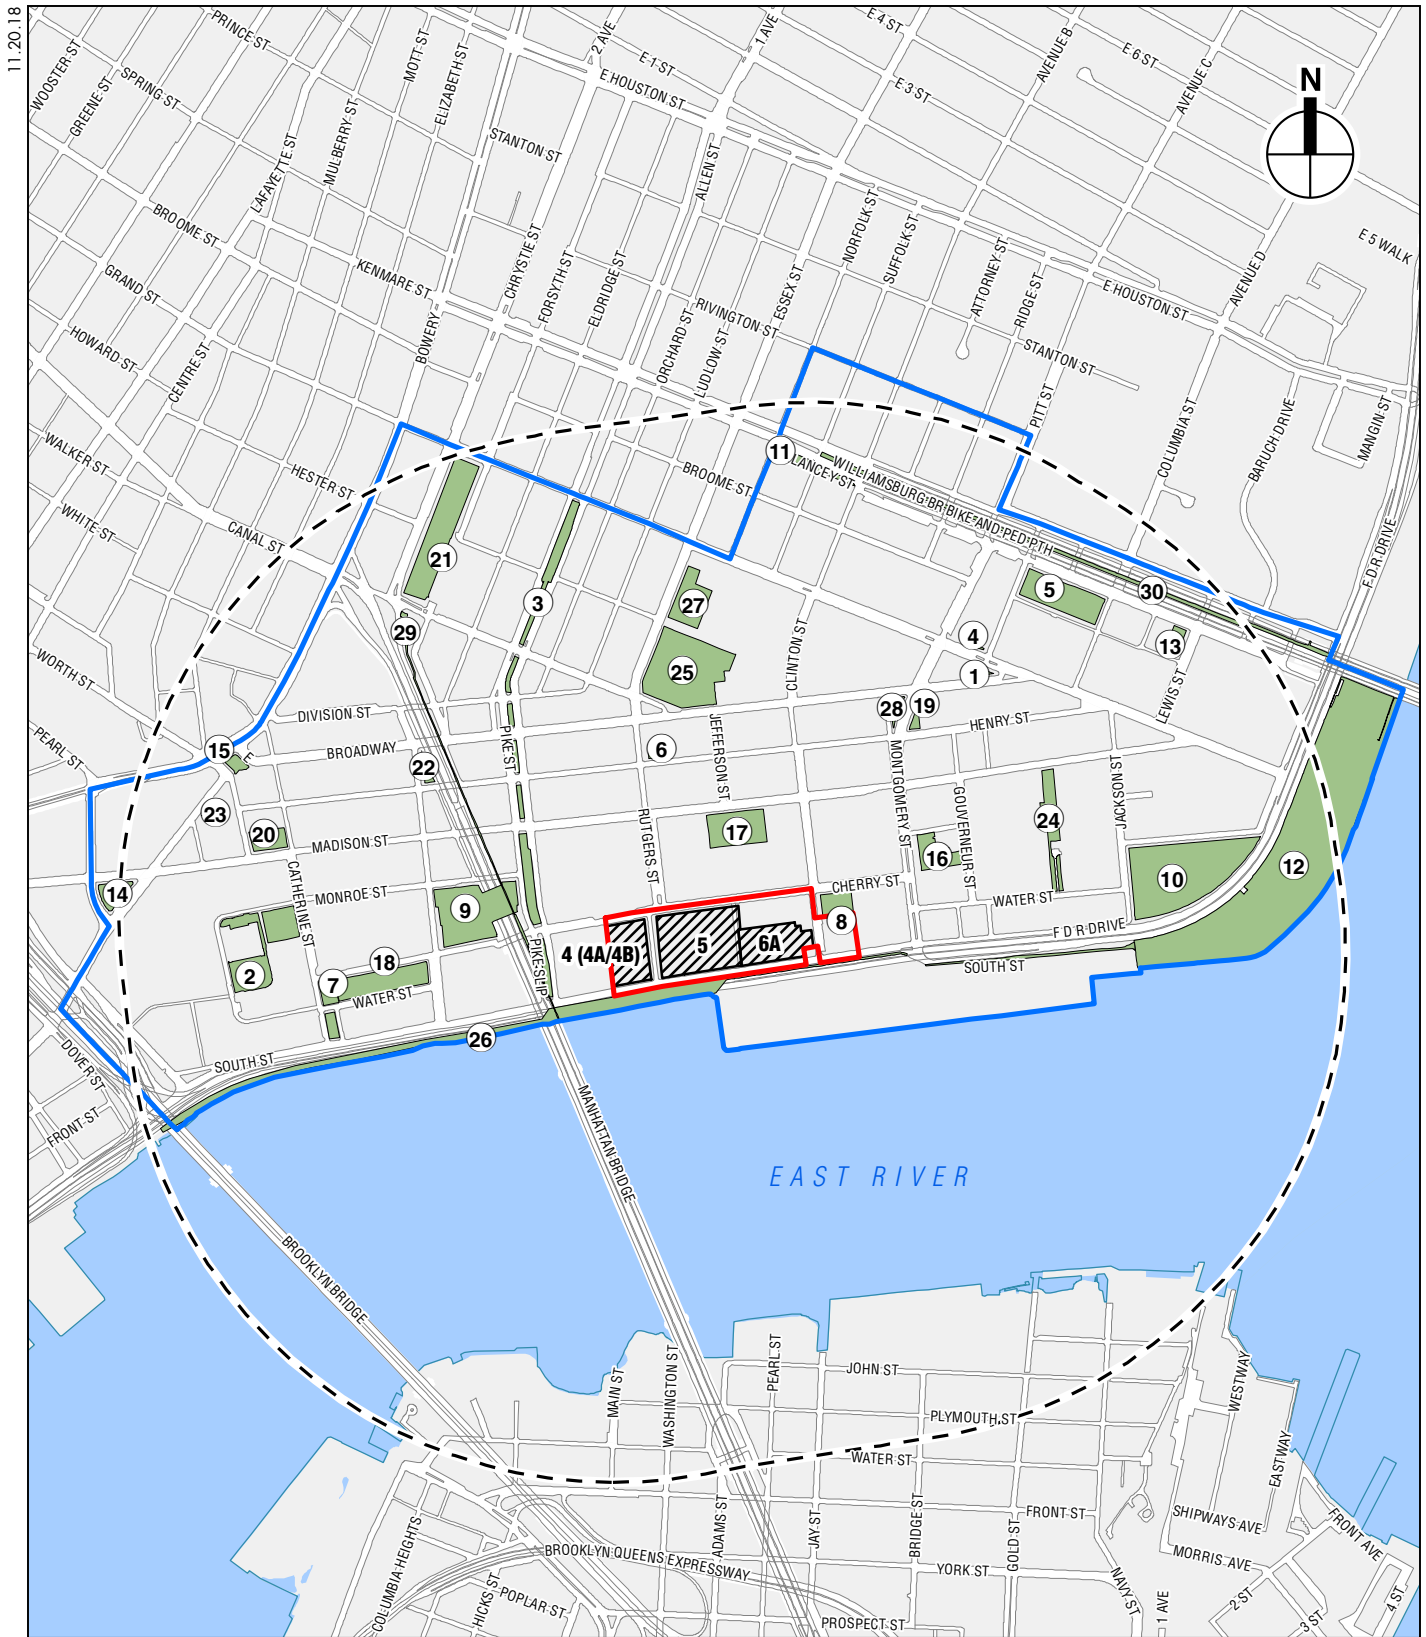 11.20.18
PRINCE ST
WOOSTER ST
GREENE ST
SPRING ST
MOTT ST
ELIZABETH ST
MULBERRY ST
LAFAYETTE ST
2 AVE
1 AVE
E 1 ST
E HOUSTON ST
E 4 ST
E 3 ST
AVENUE B
E 6 ST
AVENUE C
N
STANTON ST
ALLEN ST
BROOME ST
GRAND ST
KENMARE ST
HOWARD ST
CENTRE ST
BOWERY
CHRYSTIE ST
FORSYTH ST
ELDRIDGE ST
ORCHARD ST
LUDLOW ST
RIVINGTON ST
ESSEX ST
NORFOLK ST
SUFFOLK ST
ATTORNEY ST
RIDGE ST
E HOUSTON ST
AVENUE D
E 5 WALK
STANTON ST
PITT ST
COLUMBIA ST
BARUCH DRIVE
MANGIN ST
WALKER ST
HESTER ST
WHITE ST
CANAL ST
BROOME ST
11
LANCEY ST
WILLIAMSBURG BR BIKE AND PED PTH
F D R DRIVE
21
3
27
5
30
29
25
CLINTON ST
4
13
1
LEWIS ST
WORTH ST
PEARL ST
DIVISION ST
BROADWAY
15
E
22
PIKE ST
6
JEFFERSON ST
28
19
HENRY ST
MONTGOMERY ST
GOUVERNEUR ST
JACKSON ST
23
20
MADISON ST
RUTGERS ST
17
16
24
10
12
14
CATHERINE ST
MONROE ST
9
CHERRY ST
WATER ST
8
F D R DRIVE
SOUTH ST
4 (4A/4B)
5
6A
2
7
18
WATER ST
PIKE SLIP
26
SOUTH ST
DOVER ST
FRONT ST
MANHATTAN BRIDGE
EAST RIVER
BROOKLYN BRIDGE
MAIN ST
WASHINGTON ST
PEARL ST
JOHN ST
PLYMOUTH ST
WATER ST
WESTWAY
EASTWAY
FRONT ST
SHIPWAYS AVE
FRONT AVE
MORRIS AVE
COLUMBIA HEIGHTS
BROOKLYN QUEENS EXPRESSWAY
ADAMS ST
JAY ST
BRIDGE ST
GOLD ST
YORK ST
NAVY ST
HICKS ST
POPLAR ST
PROSPECT ST
1 AVE
2 ST
3 ST
4 ST